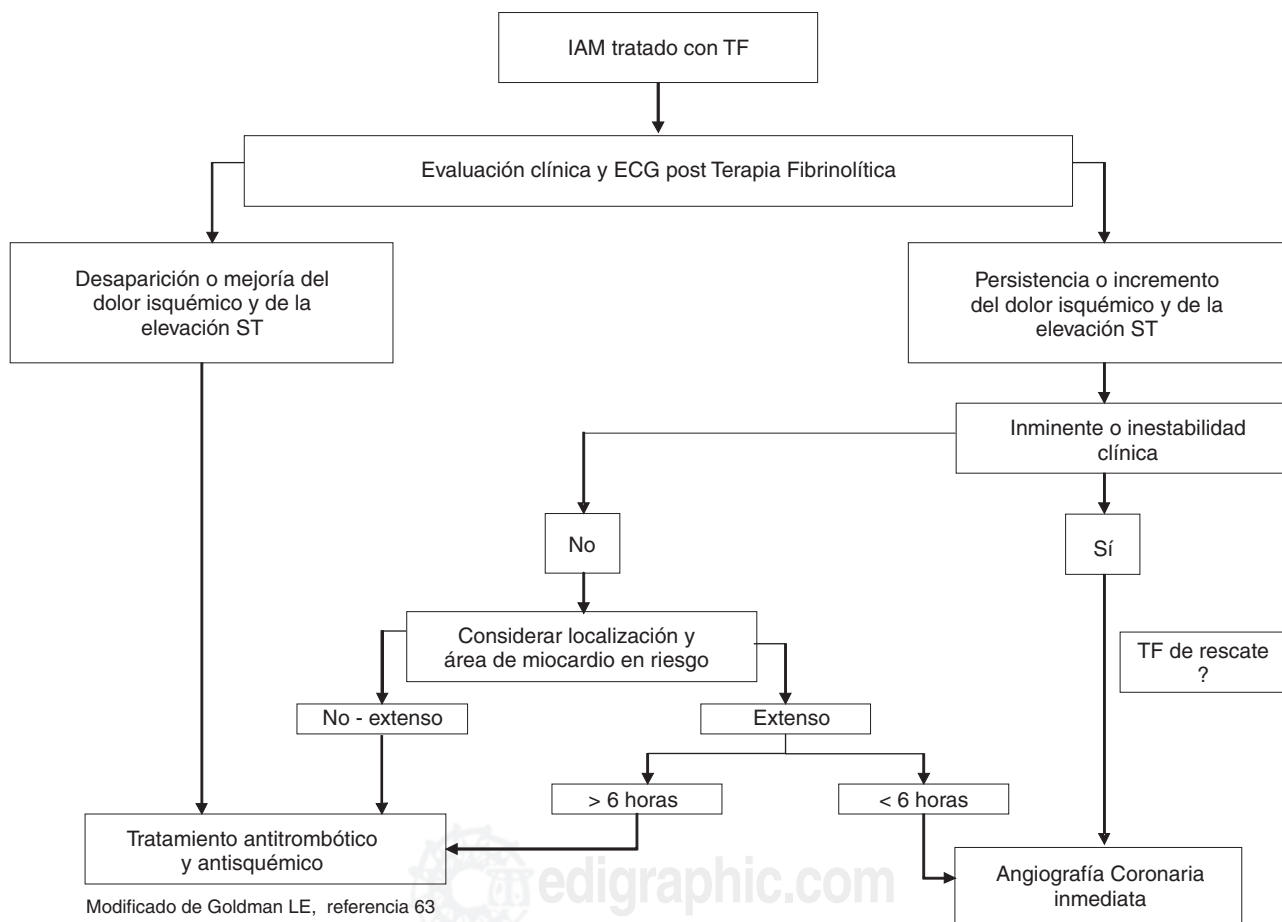 IAM tratado con TF
Evaluación clínica y ECG post Terapia Fibrinolítica
Desaparición o mejoría del
dolor isquémico y de la
elevación ST
Persistencia o incremento
del dolor isquémico y de la
elevación ST
Inminente o inestabilidad
clínica
No
Sí
Considerar localización y
área de miocardio en riesgo
TF de rescate
?
No - extenso
Extenso
> 6 horas
< 6 horas
Tratamiento antitrombótico
y antisquémico
Angiografía Coronaria
inmediata
edigraphic.com
Modificado de Goldman LE, referencia 63